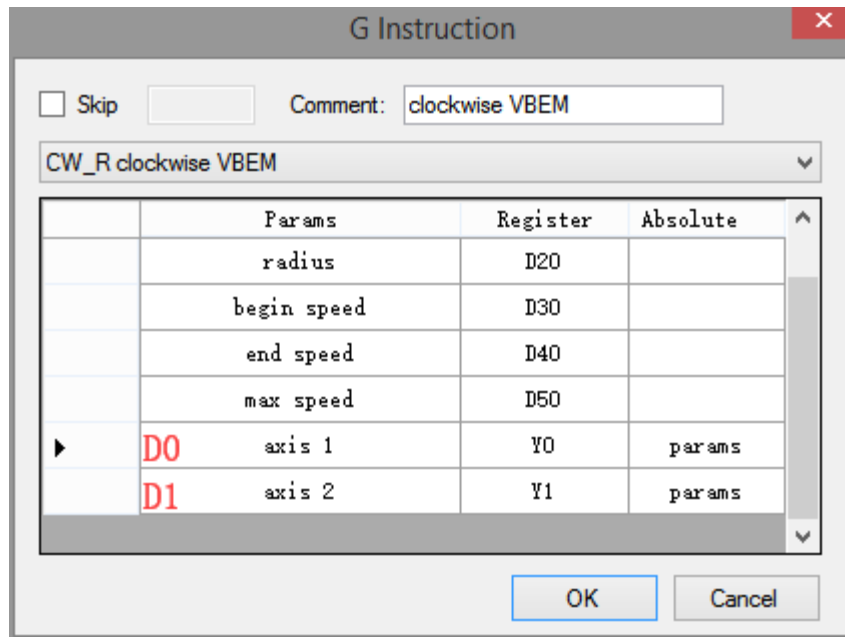 G Instruction
Skip Comment: clockwise VBEM
CW_R clockwise VBEM
Params Register Absolute
radius D20
begin speed D30
end speed D40
max speed D50
D0 axis 1 Y0 params
D1 axis 2 Y1 params
OK Cancel